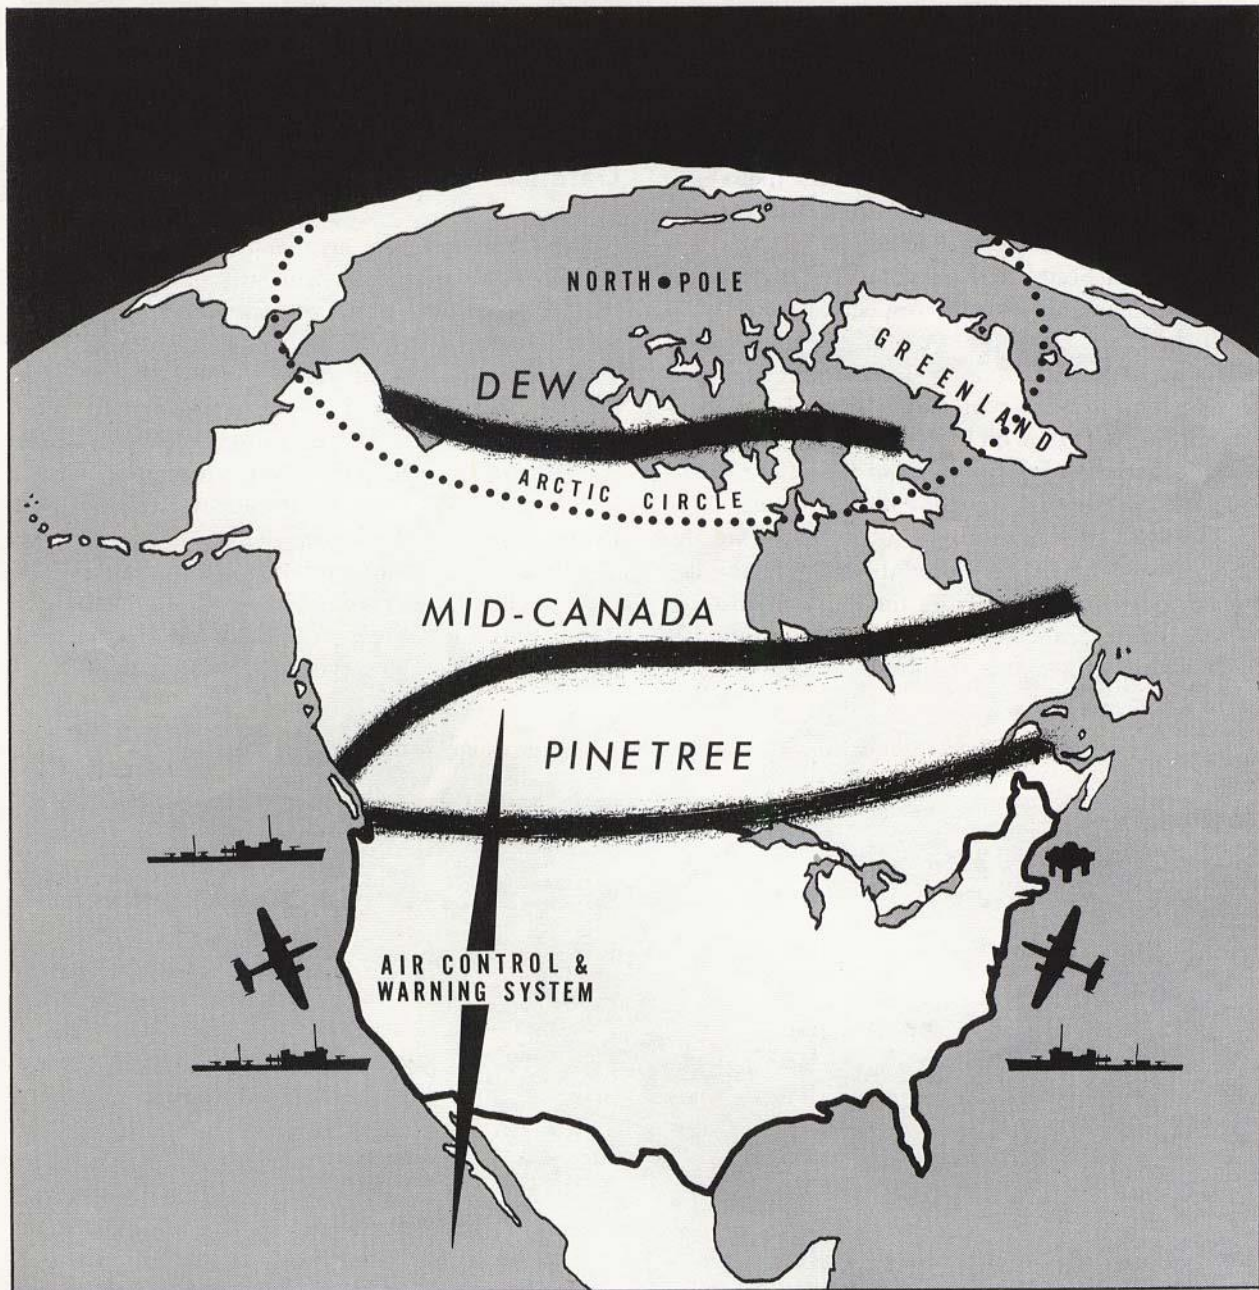 NORTH POLE
GREENLAND
DEW
ARCTIC CIRCLE
MID-CANADA
PINETREE
AIR CONTROL &
WARNING SYSTEM